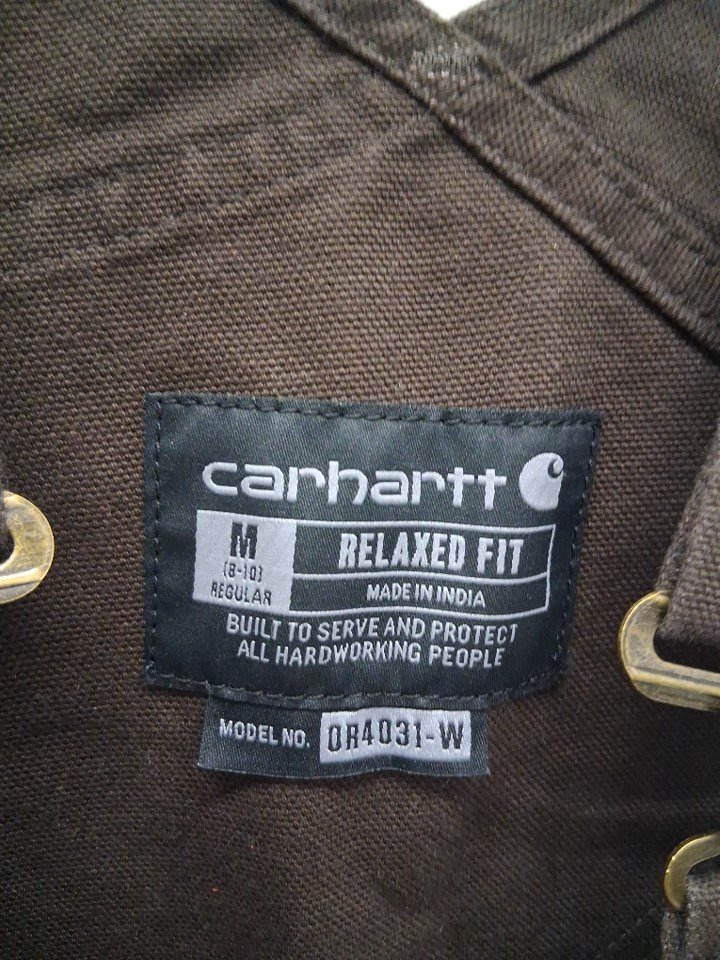 carhartt
M
(8-10)
REGULAR
RELAXED FIT
MADE IN INDIA
BUILT TO SERVE AND PROTECT
ALL HARDWORKING PEOPLE
MODEL NO. OR4031-W